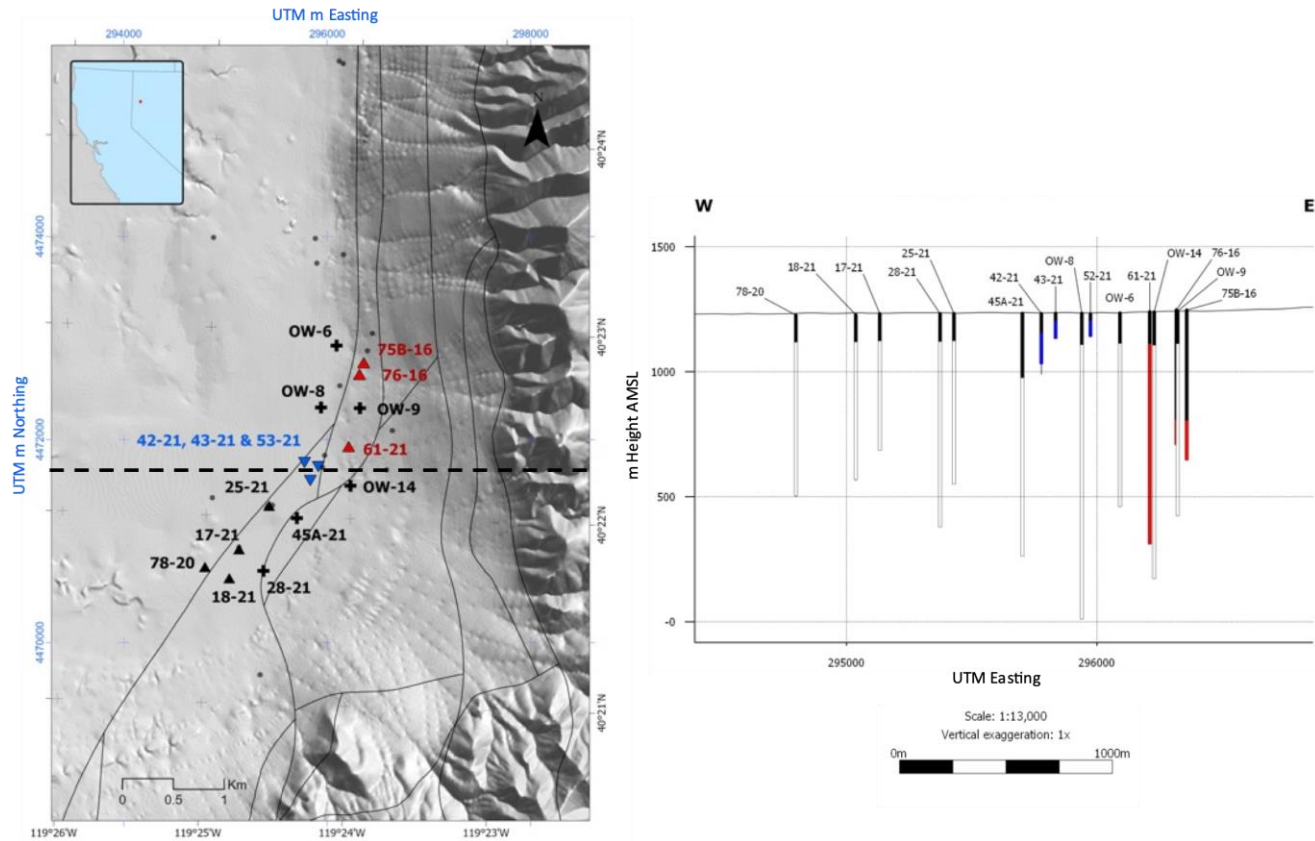 UTM m Easting
294000
296000
298000
N
40°24'N
4474000
UTM m Northing
40°23'N
OW-6
75B-16
76-16
OW-8
OW-9
4472000
42-21, 43-21 & 53-21
61-21
25-21
OW-14
40°22'N
45A-21
17-21
78-20
28-21
18-21
4470000
40°21'N
Km
0
0.5
1
119°26'W
119°25'W
119°24'W
119°23'W
W
E
1500
25-21
OW-14
76-16
18-21
17-21
28-21
42-21
43-21
OW-8
52-21
61-21
OW-9
78-20
45A-21
OW-6
75B-16
1000
m Height AMSL
500
-0
295000
296000
UTM Easting
Scale: 1:13,000
Vertical exaggeration: 1x
0m
1000m